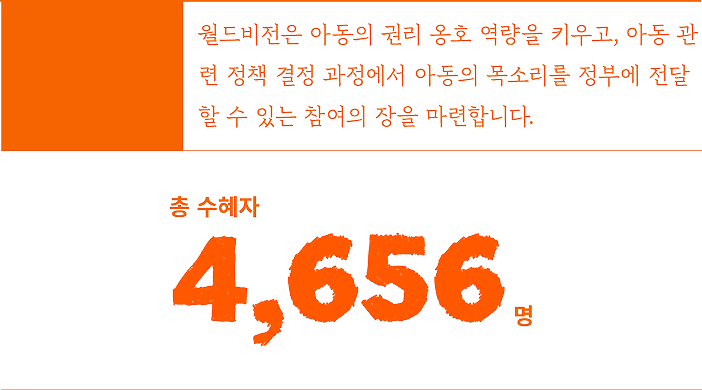 월드비전은 아동의 권리 옹호 역량을 키우고, 아동 관
련 정책 결정 과정에서 아동의 목소리를 정부에 전달
할 수 있는 참여의 장을 마련합니다.
총 수혜자
4,656 명